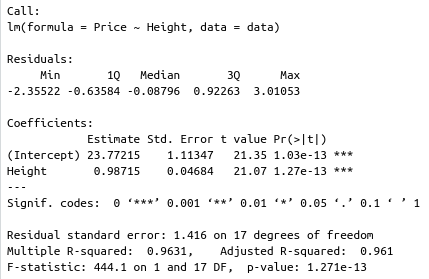 Call:
lm(formula = Price ~ Height, data = data)
Residuals:
Min 1Q Median 3Q Max
-2.35522 -0.63584 -0.08796 0.92263 3.01053
Coefficients:
Estimate Std. Error t value Pr(>|t|)
(Intercept) 23.77215 1.11347 21.35 1.03e-13 ***
Height 0.98715 0.04684 21.07 1.27e-13 ***
---
Signif. codes: 0 ‘***’ 0.001 ‘**’ 0.01 ‘*’ 0.05 ‘.’ 0.1 ‘ ’ 1
Residual standard error: 1.416 on 17 degrees of freedom
Multiple R-squared: 0.9631, Adjusted R-squared: 0.961
F-statistic: 444.1 on 1 and 17 DF, p-value: 1.271e-13